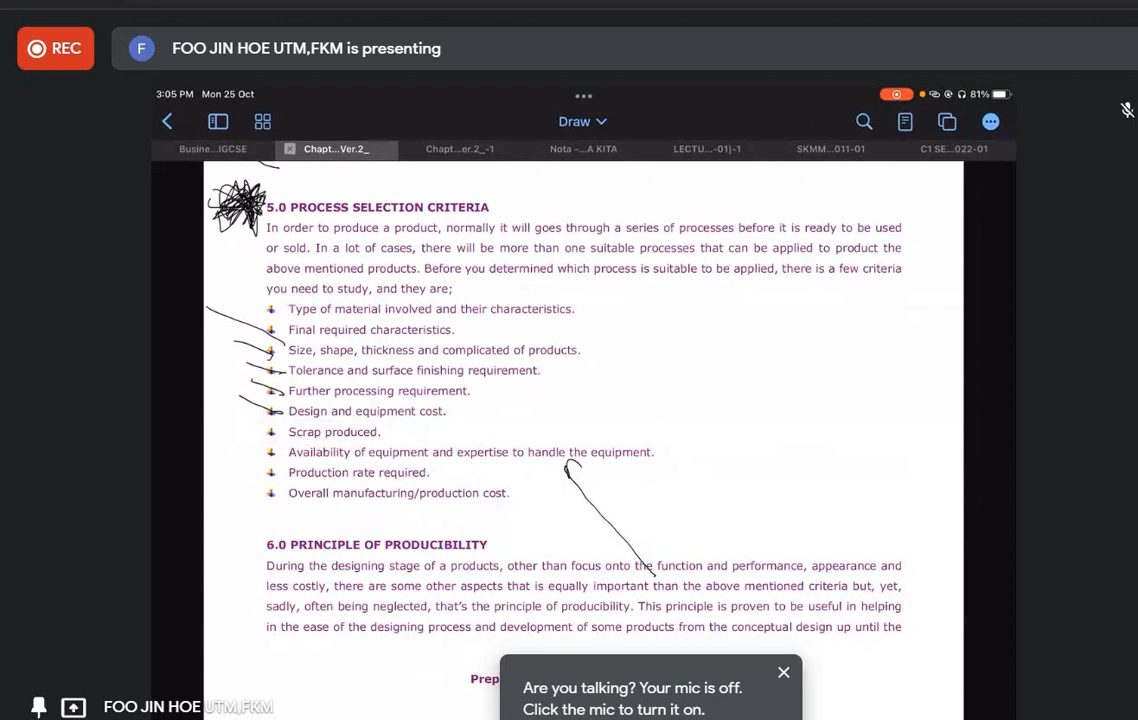 REC
F
FOO JIN HOE UTM,FKM is presenting
3:05 PM Mon 25 Oct
81%
Draw
Busine...IGCSE
Chapt...Ver.2_
Chapt...er.2_-1
Nota -...A KITA
LECTU...-01)-1
SKMM...011-01
C1 SE...022-01
5.0 PROCESS SELECTION CRITERIA
In order to produce a product, normally it will goes through a series of processes before it is ready to be used
or sold. In a lot of cases, there will be more than one suitable processes that can be applied to product the
above mentioned products. Before you determined which process is suitable to be applied, there is a few criteria
you need to study, and they are;
Type of material involved and their characteristics.
Final required characteristics.
Size, shape, thickness and complicated of products.
Tolerance and surface finishing requirement.
Further processing requirement.
Design and equipment cost.
Scrap produced.
Availability of equipment and expertise to handle the equipment.
Production rate required.
Overall manufacturing/production cost.
6.0 PRINCIPLE OF PRODUCIBILITY
During the designing stage of a products, other than focus onto the function and performance, appearance and
less costly, there are some other aspects that is equally important than the above mentioned criteria but, yet,
sadly, often being neglected, that's the principle of producibility. This principle is proven to be useful in helping
in the ease of the designing process and development of some products from the conceptual design up until the
Prep
Are you talking? Your mic is off.
Click the mic to turn it on.
FOO JIN HOE UTM,FKM